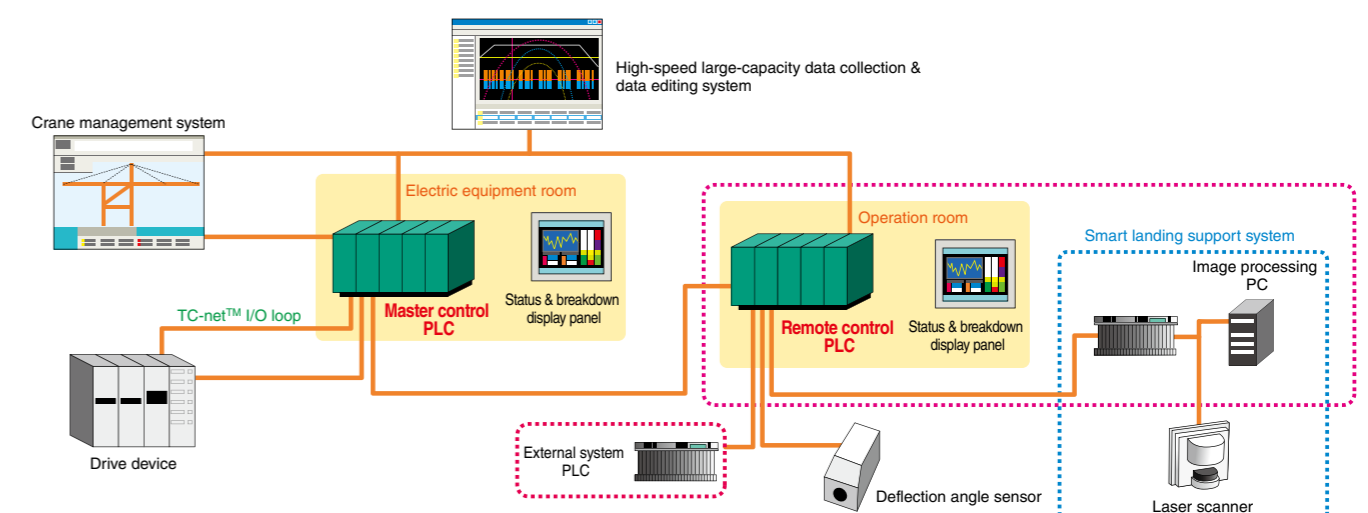 High-speed large-capacity data collection &
data editing system
Crane management system
Electric equipment room
Operation room
Smart landing support system
Image processing
PC
Master control
PLC
Status & breakdown
display panel
Remote control
PLC
Status & breakdown
display panel
TC-net™ I/O loop
Drive device
External system
PLC
Deflection angle sensor
Laser scanner